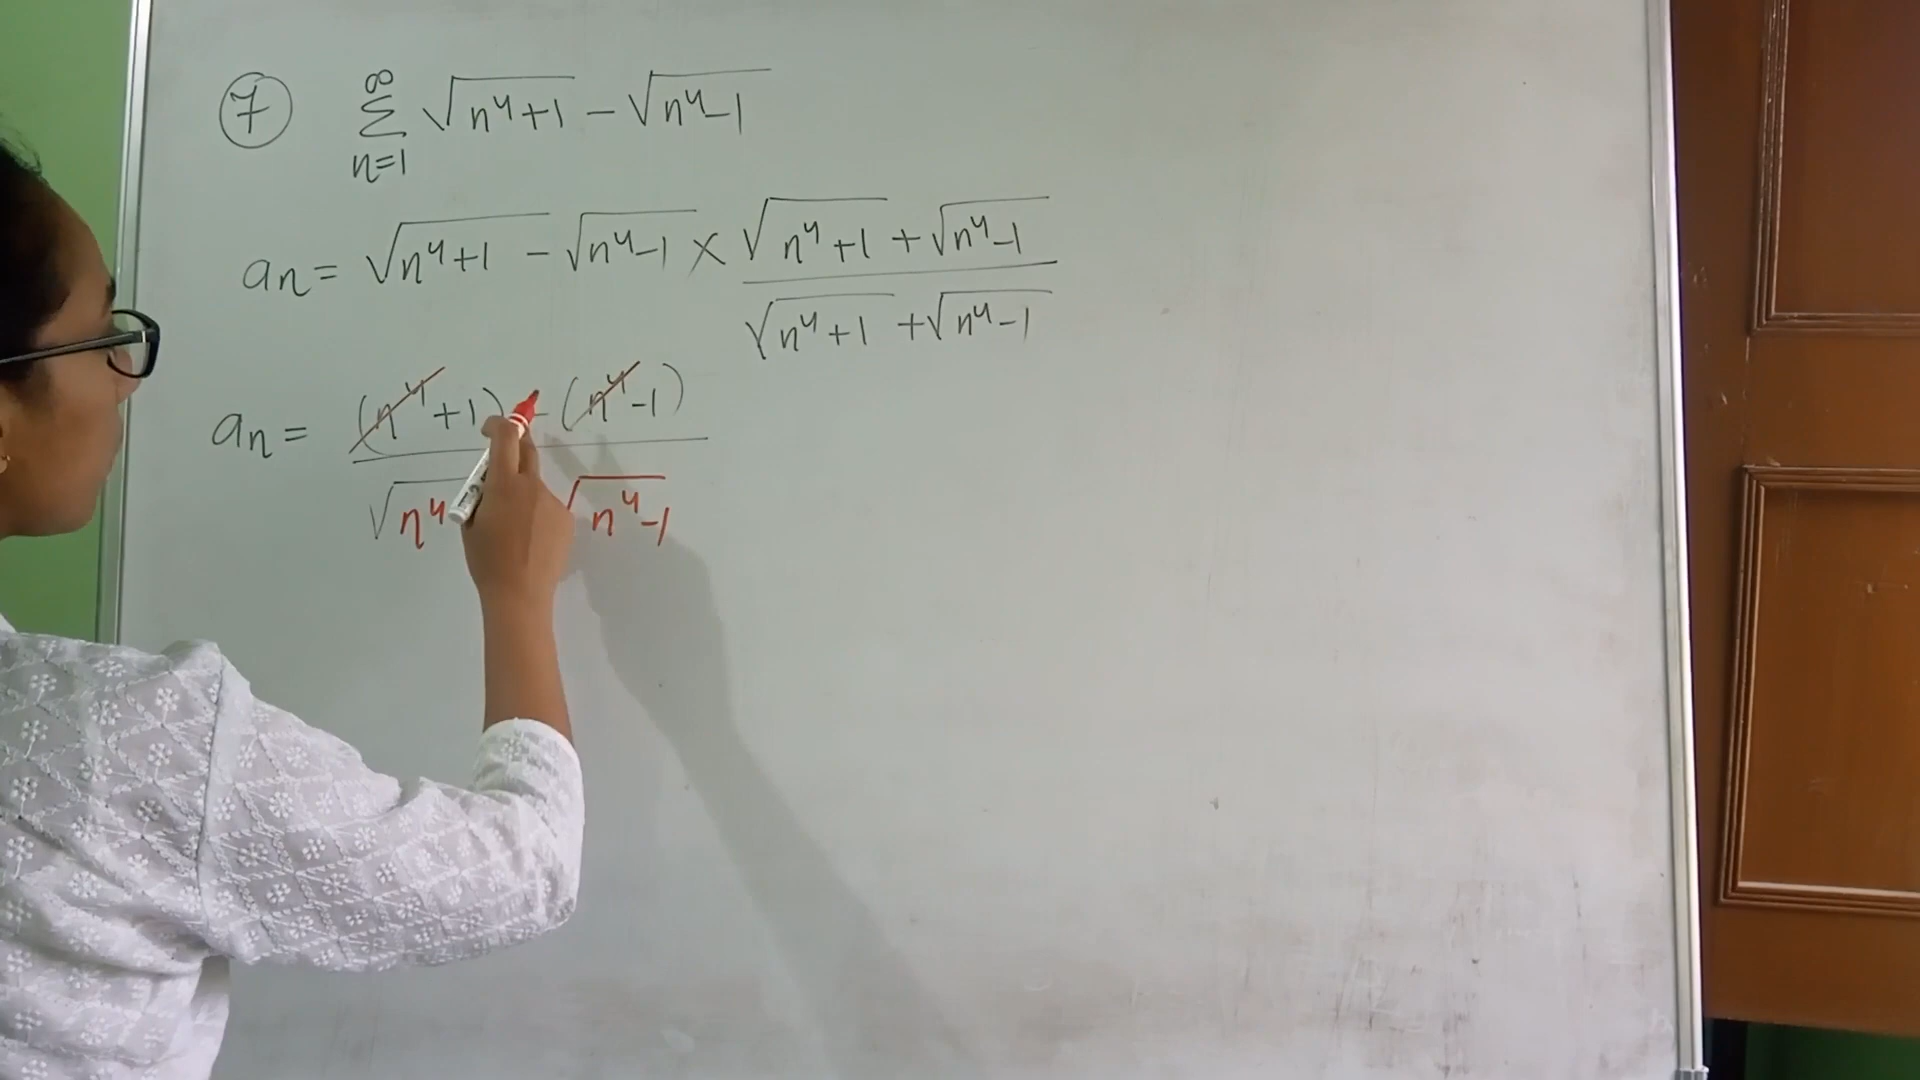 7 ∞ Σ n=1 √n⁴+1 − √n⁴-1
an = √n⁴+1 − √n⁴-1 × √n⁴+1 + √n⁴-1
√n⁴+1 + √n⁴-1
an = (n⁴+1) - (n⁴-1)
√n⁴ √n⁴-1